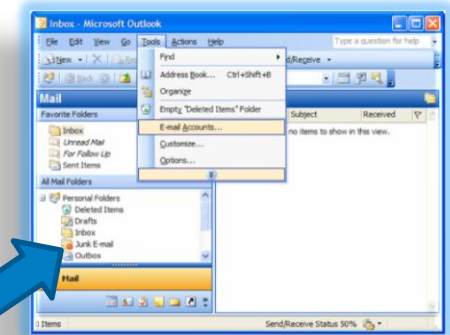 Inbox - Microsoft Outlook
File Edit View Go Tools Actions Help
Type a question for help
New
Send/Receive
Back
Find
Address Book... Ctrl+Shift+B
Organize
Empty "Deleted Items" Folder
E-mail Accounts...
Customize...
Options...
Mail
Favorite Folders
Inbox
Unread Mail
For Follow Up
Sent Items
All Mail Folders
Personal Folders
Deleted Items
Drafts
Inbox
Junk E-mail
Outbox
Mail
Subject Received
no items to show in this view.
0 Items
Send/Receive Status 50%